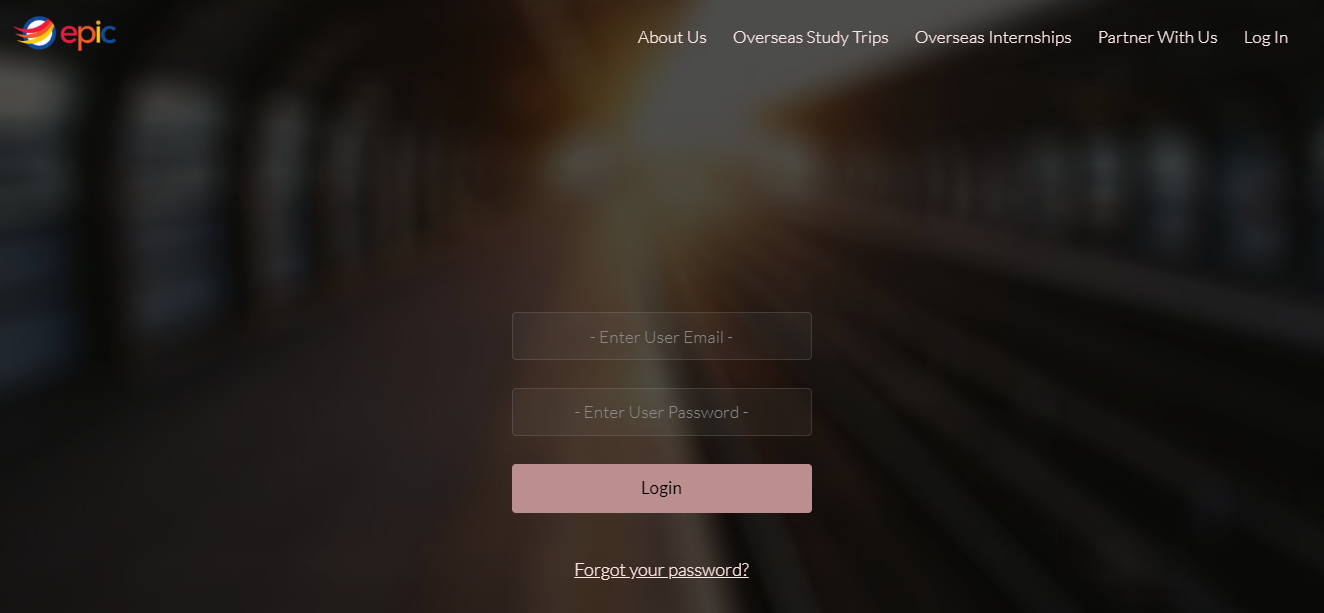 epic
About Us Overseas Study Trips Overseas Internships Partner With Us Log In
- Enter User Email -
- Enter User Password -
Login
Forgot your password?